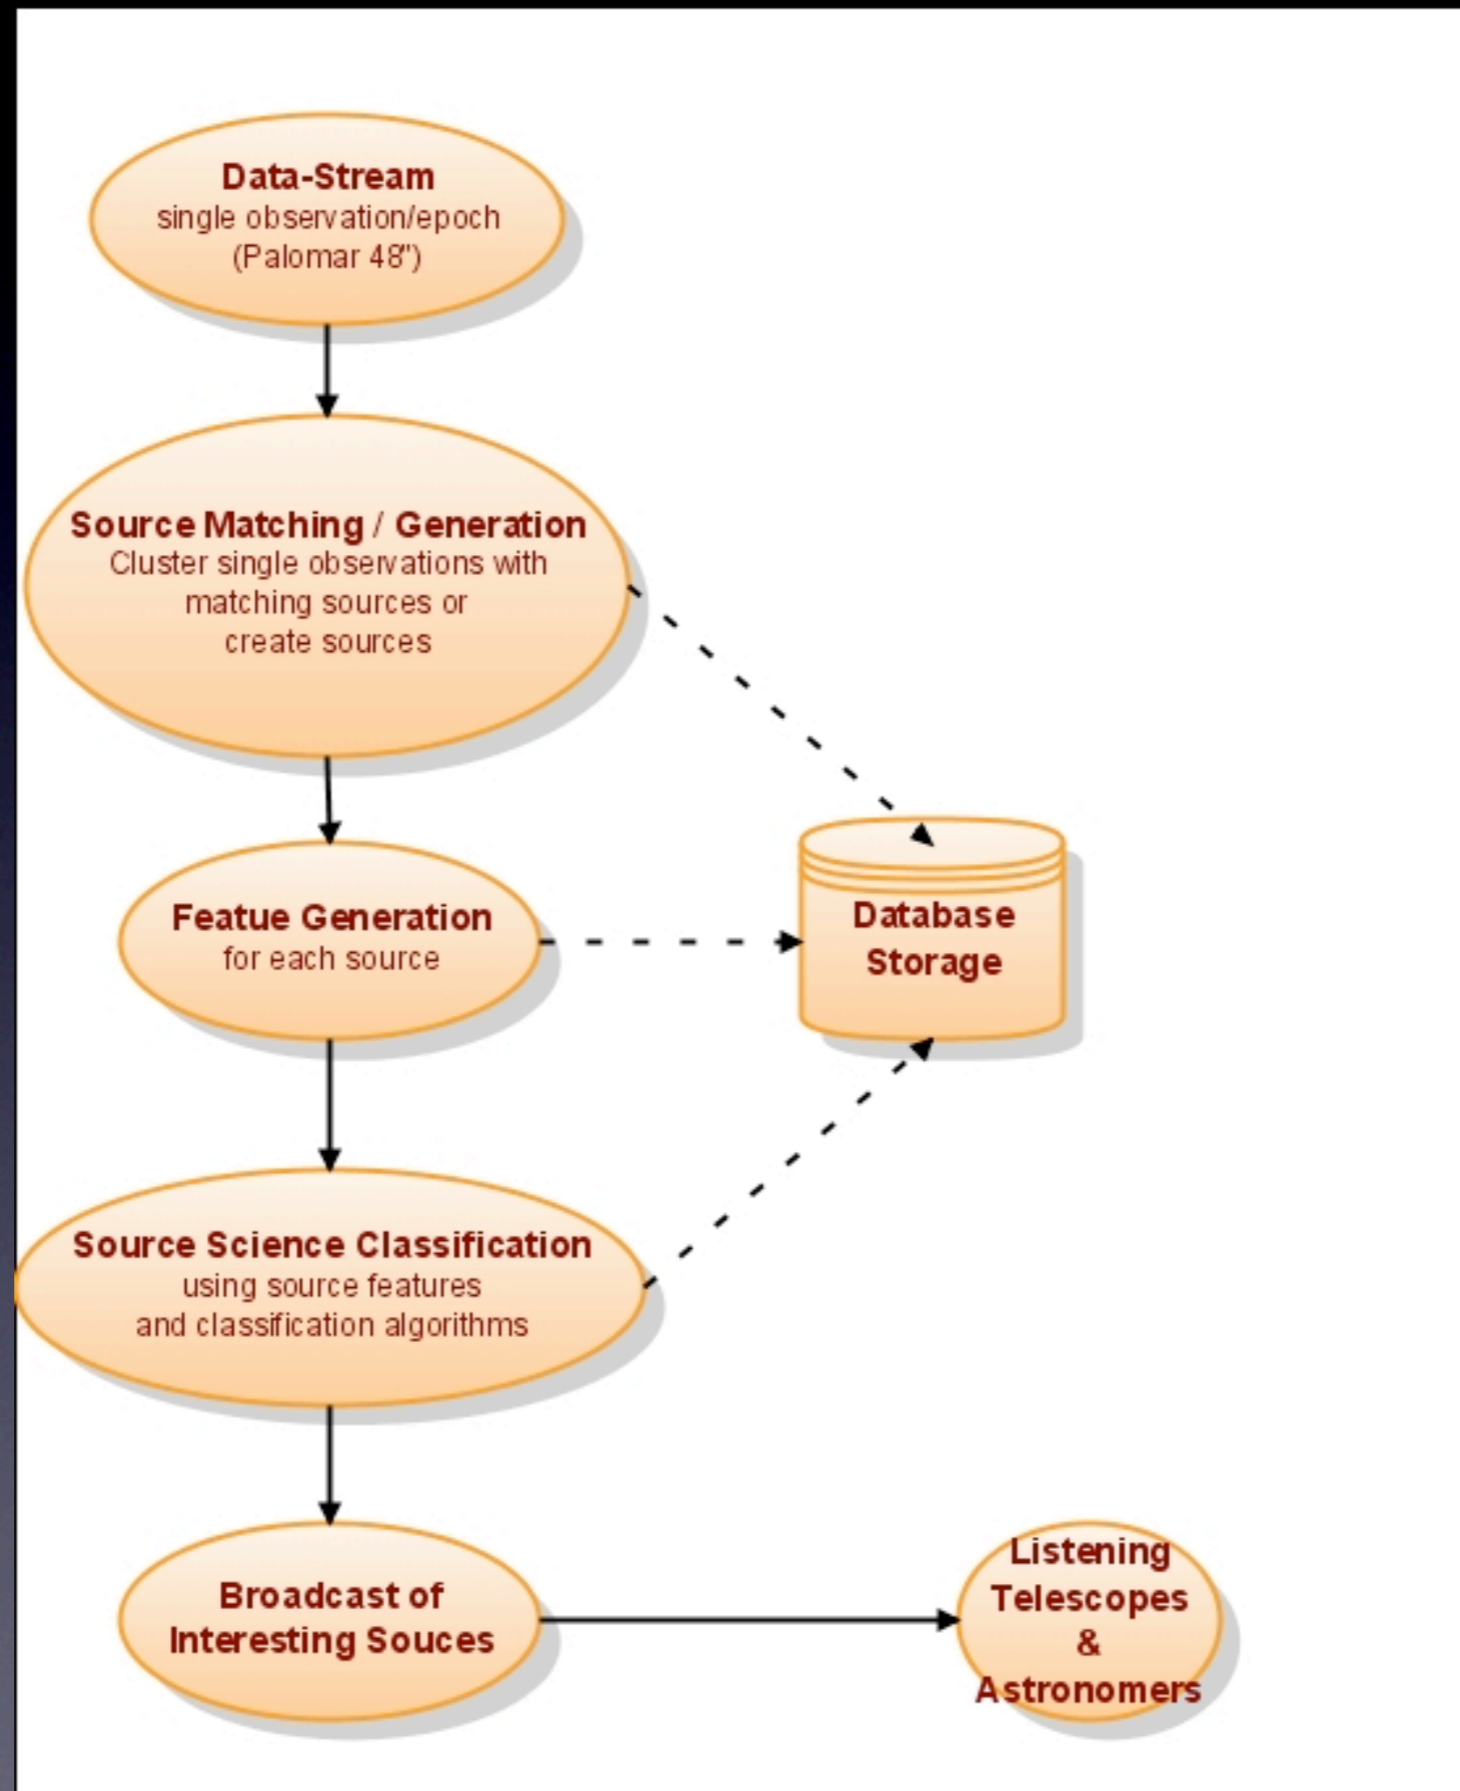 Data-Stream
single observation/epoch
(Palomar 48")
Source Matching / Generation
Cluster single observations with
matching sources or
create sources
Featue Generation
for each source
Database
Storage
Source Science Classification
using source features
and classification algorithms
Broadcast of
Interesting Souces
Listening
Telescopes
&
Astronomers